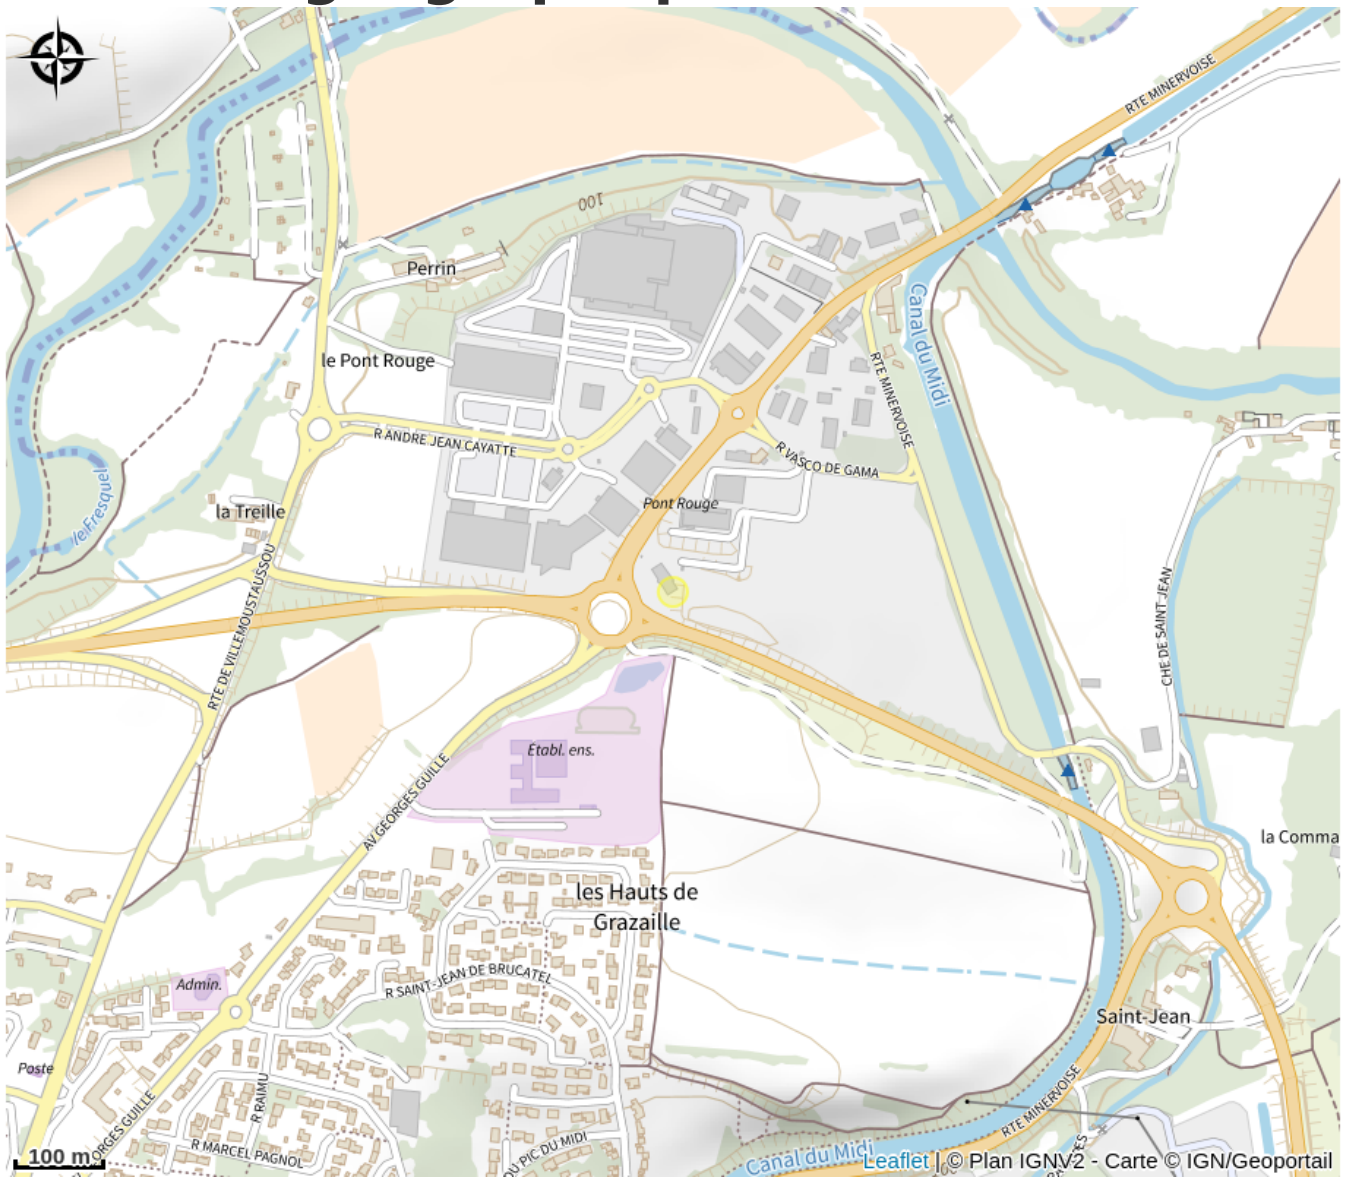 RTE MINERVOISE
100
Perrin
Canal du Midi
le Pont Rouge
RTE MINERVOISE
R ANDRE JEAN CAYATTE
R VASCO DE GAMA
le Fresquel
Pont Rouge
la Treille
RTE DE VILLEMOUSTAUSSOU
CHE DE SAINT JEAN
Etabl. ens.
AV GEORGES GUILLE
la Comma
les Hauts de
Grazaille
R SAINT-JEAN DE BRUCATEL
Admin.
Saint-Jean
Poste
R RAIMU
ORGES GUILLE
RTE MINERVOISE
R MARCEL PAGNOL
DU PIC DU MIDI
Canal du Midi
100 m
Leaflet | © Plan IGNV2 - Carte © IGN/Geoportail